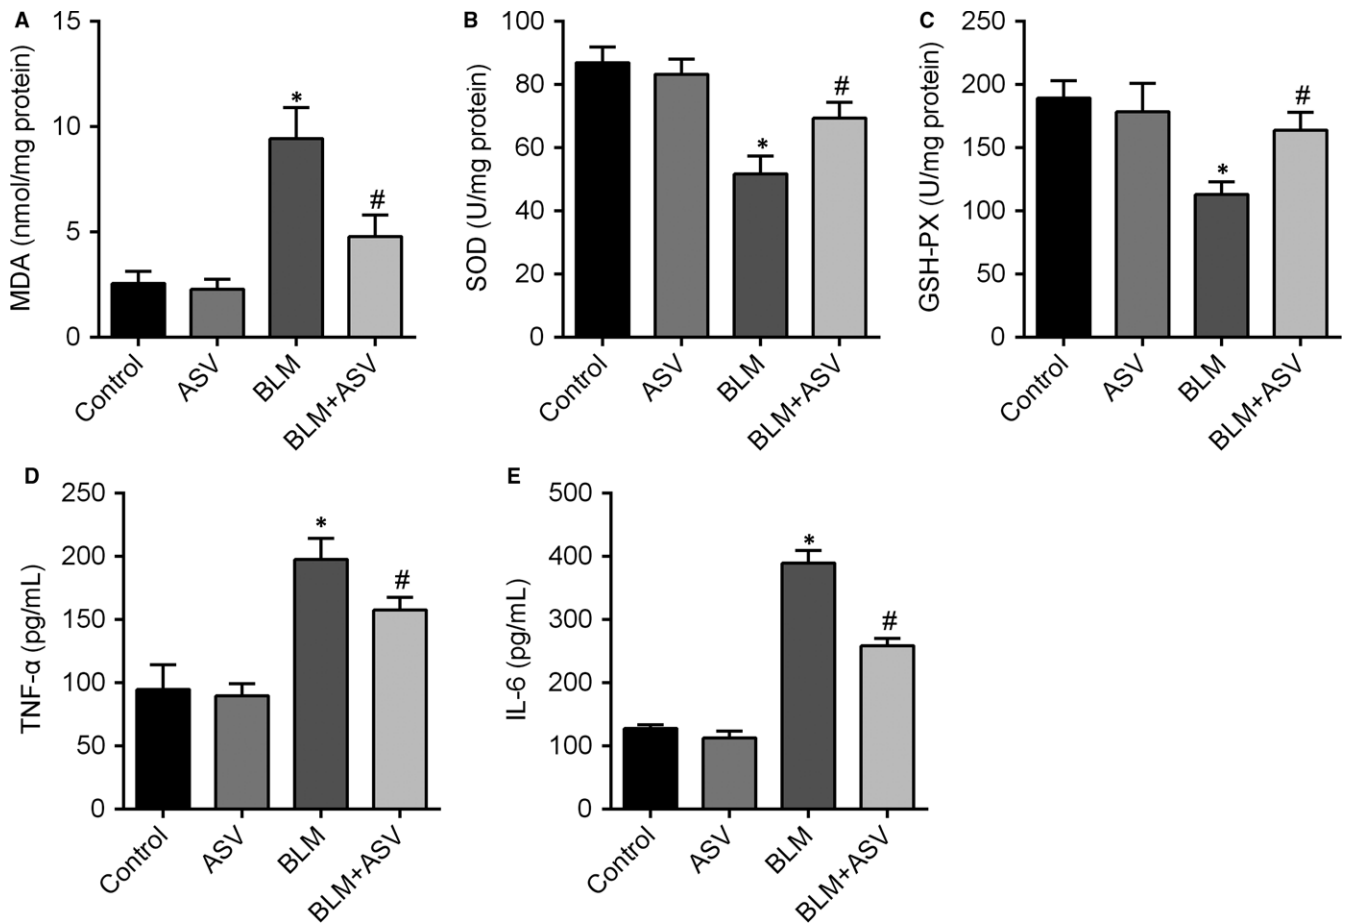 A
MDA (nmol/mg protein)
15
10
5
0
*
#
Control
ASV
BLM
BLM+ASV
B
SOD (U/mg protein)
100
80
60
40
20
0
*
#
Control
ASV
BLM
BLM+ASV
C
GSH-PX (U/mg protein)
250
200
150
100
50
0
*
#
Control
ASV
BLM
BLM+ASV
D
TNF-α (pg/mL)
250
200
150
100
50
0
*
#
Control
ASV
BLM
BLM+ASV
E
IL-6 (pg/mL)
500
400
300
200
100
0
*
#
Control
ASV
BLM
BLM+ASV